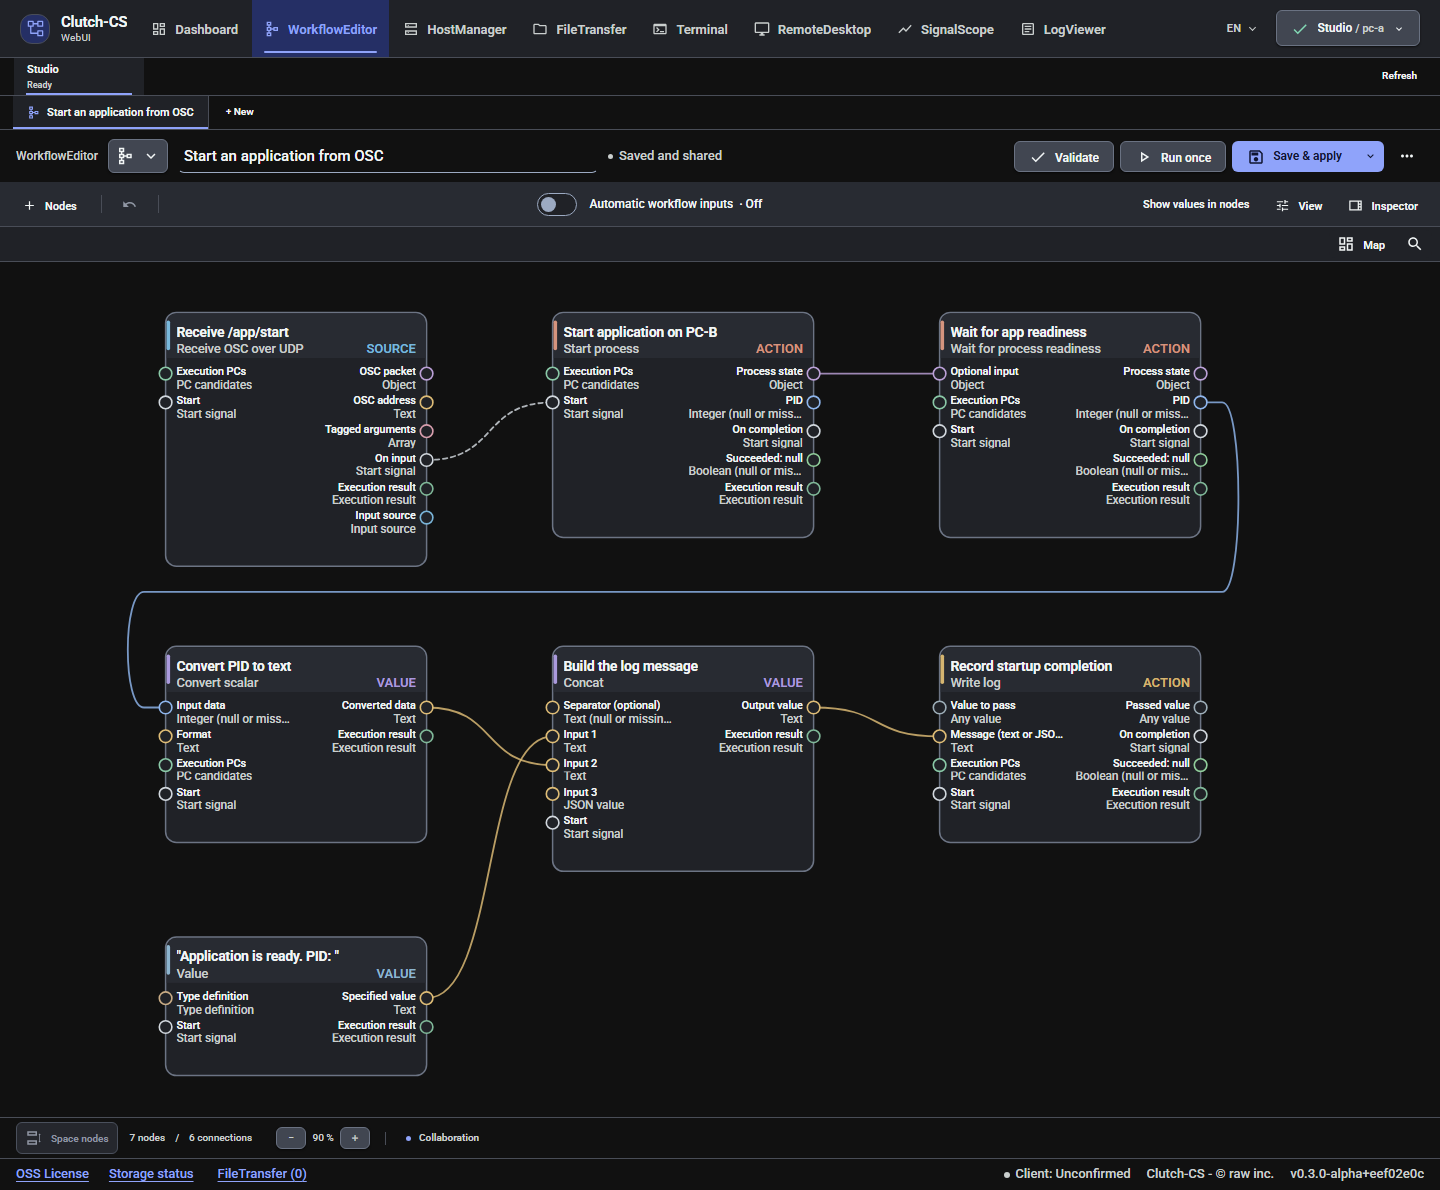 Clutch-CS
WebUI
Dashboard
WorkflowEditor
HostManager
FileTransfer
Terminal
RemoteDesktop
SignalScope
LogViewer
EN
Studio / pc-a
Studio
Ready
Refresh
Start an application from OSC
+ New
WorkflowEditor
Start an application from OSC
Saved and shared
Validate
Run once
Save & apply
Nodes
Automatic workflow inputs · Off
Show values in nodes
View
Inspector
Map
Receive /app/start
Receive OSC over UDP
SOURCE
Execution PCs
PC candidates
Start
Start signal
OSC packet
Object
OSC address
Text
Tagged arguments
Array
On input
Start signal
Execution result
Execution result
Input source
Input source
Start application on PC-B
Start process
ACTION
Execution PCs
PC candidates
Start
Start signal
Process state
Object
PID
Integer (null or miss...
On completion
Start signal
Succeeded: null
Boolean (null or mis...
Execution result
Execution result
Wait for app readiness
Wait for process readiness
ACTION
Optional input
Object
Execution PCs
PC candidates
Start
Start signal
Process state
Object
PID
Integer (null or miss...
On completion
Start signal
Succeeded: null
Boolean (null or mis...
Execution result
Execution result
Convert PID to text
Convert scalar
VALUE
Input data
Integer (null or miss...
Format
Text
Execution PCs
PC candidates
Start
Start signal
Converted data
Text
Execution result
Execution result
Build the log message
Concat
VALUE
Separator (optional)
Text (null or missin...
Input 1
Text
Input 2
Text
Input 3
JSON value
Start
Start signal
Output value
Text
Execution result
Execution result
Record startup completion
Write log
ACTION
Value to pass
Any value
Message (text or JSO...
Text
Execution PCs
PC candidates
Start
Start signal
Passed value
Any value
On completion
Start signal
Succeeded: null
Boolean (null or mis...
Execution result
Execution result
"Application is ready. PID: "
Value
VALUE
Type definition
Type definition
Start
Start signal
Specified value
Text
Execution result
Execution result
Space nodes
7 nodes / 6 connections
− 90 % +
Collaboration
OSS License
Storage status
FileTransfer (0)
Client: Unconfirmed
Clutch-CS - © raw inc.
v0.3.0-alpha+eef02e0c